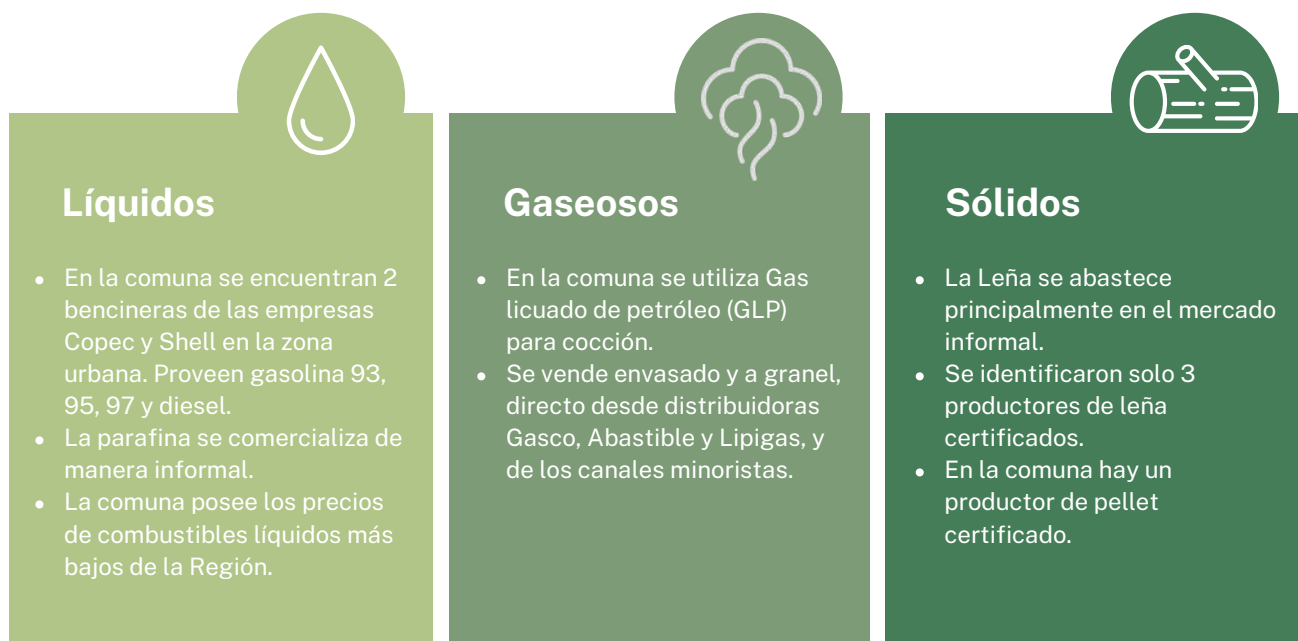 Líquidos
• En la comuna se encuentran 2
bencineras de las empresas
Copec y Shell en la zona
urbana. Proveen gasolina 93,
95, 97 y diesel.
• La parafina se comercializa de
manera informal.
• La comuna posee los precios
de combustibles líquidos más
bajos de la Región.
Gaseosos
• En la comuna se utiliza Gas
licuado de petróleo (GLP)
para cocción.
• Se vende envasado y a granel,
directo desde distribuidoras
Gasco, Abastible y Lipigas, y
de los canales minoristas.
Sólidos
• La Leña se abastece
principalmente en el mercado
informal.
• Se identificaron solo 3
productores de leña
certificados.
• En la comuna hay un
productor de pellet
certificado.